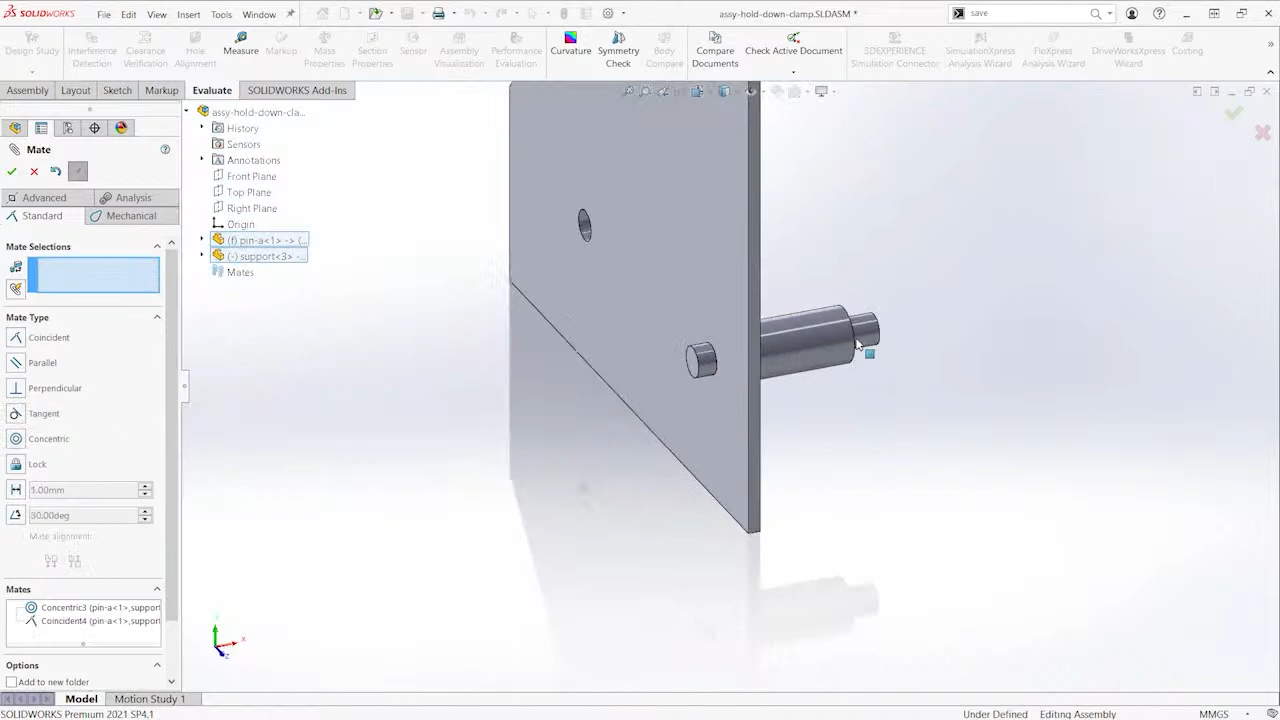 SOLIDWORKS File Edit View Insert Tools Window assy-hold-down-clamp.SLDASM * save
Design Study Interference Detection Clearance Verification Hole Alignment Measure Markup Mass Properties Section Properties Sensor Assembly Visualization Performance Evaluation Curvature Symmetry Check Body Compare Compare Documents Check Active Document 3DEXPERIENCE Simulation Connector SimulationXpress Analysis Wizard FloXpress Analysis Wizard DriveWorksXpress Wizard Costing
Assembly Layout Sketch Markup Evaluate SOLIDWORKS Add-Ins
assy-hold-down-cla...
History
Sensors
Annotations
Front Plane
Top Plane
Right Plane
Origin
(f) pin-a<1> -> (...
(-) support<3> -...
Mates
Mate
Advanced Analysis
Standard Mechanical
Mate Selections
Mate Type
Coincident
Parallel
Perpendicular
Tangent
Concentric
Lock
1.00mm
30.00deg
Mate alignment:
Mates
Concentric3 (pin-a<1>,support
Coincident4 (pin-a<1>,support
Options
Add to new folder
Y
X
Z
Model Motion Study 1
SOLIDWORKS Premium 2021 SP4.1 Under Defined Editing Assembly MMGS